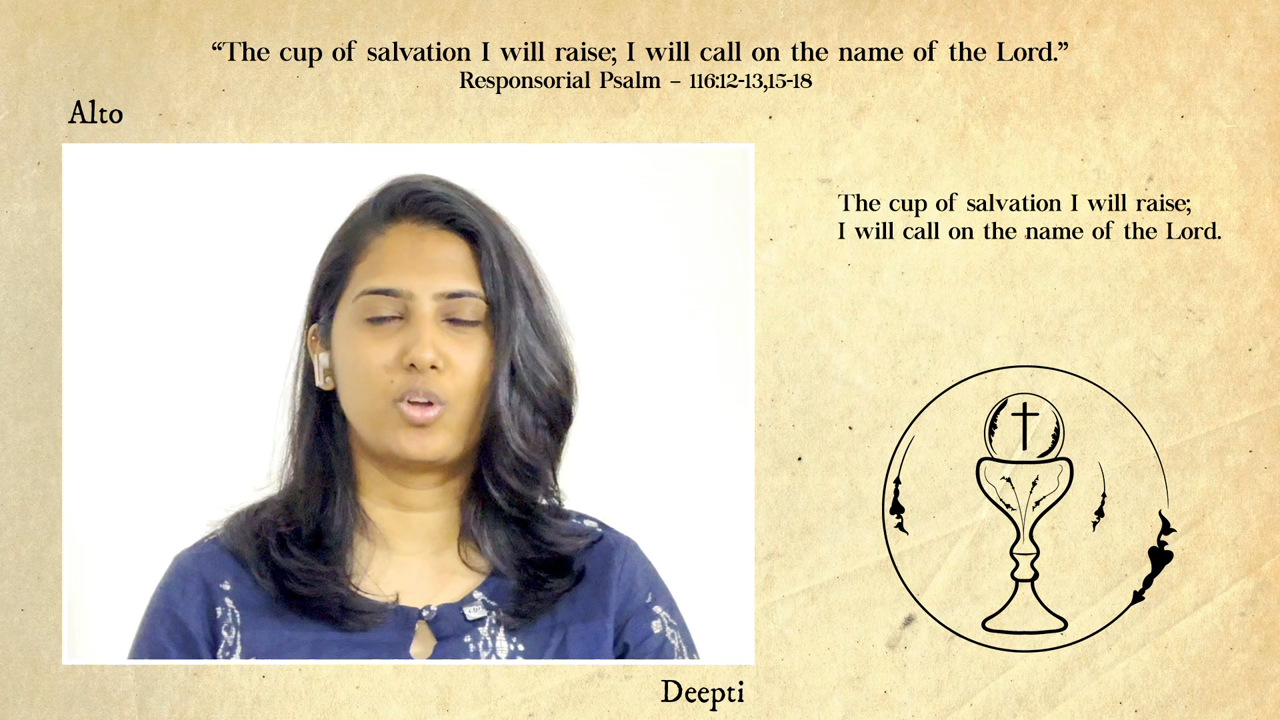 “The cup of salvation I will raise; I will call on the name of the Lord.”
Responsorial Psalm – 116:12-13,15-18
Alto
The cup of salvation I will raise;
I will call on the name of the Lord.
Deepti